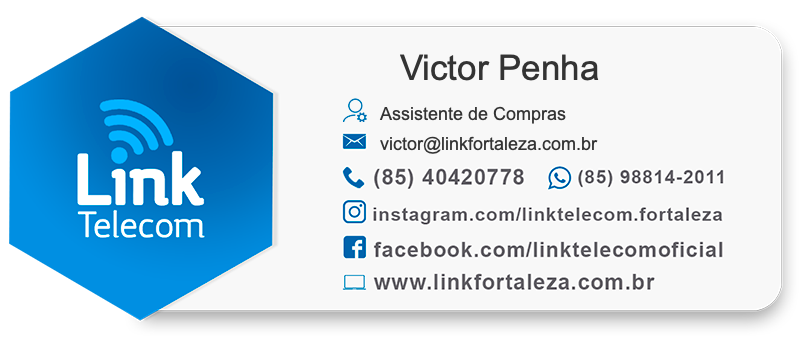 Link
Telecom
Victor Penha
Assistente de Compras
victor@linkfortaleza.com.br
(85) 40420778 (85) 98814-2011
instagram.com/linktelecom.fortaleza
facebook.com/linktelecomoficial
www.linkfortaleza.com.br